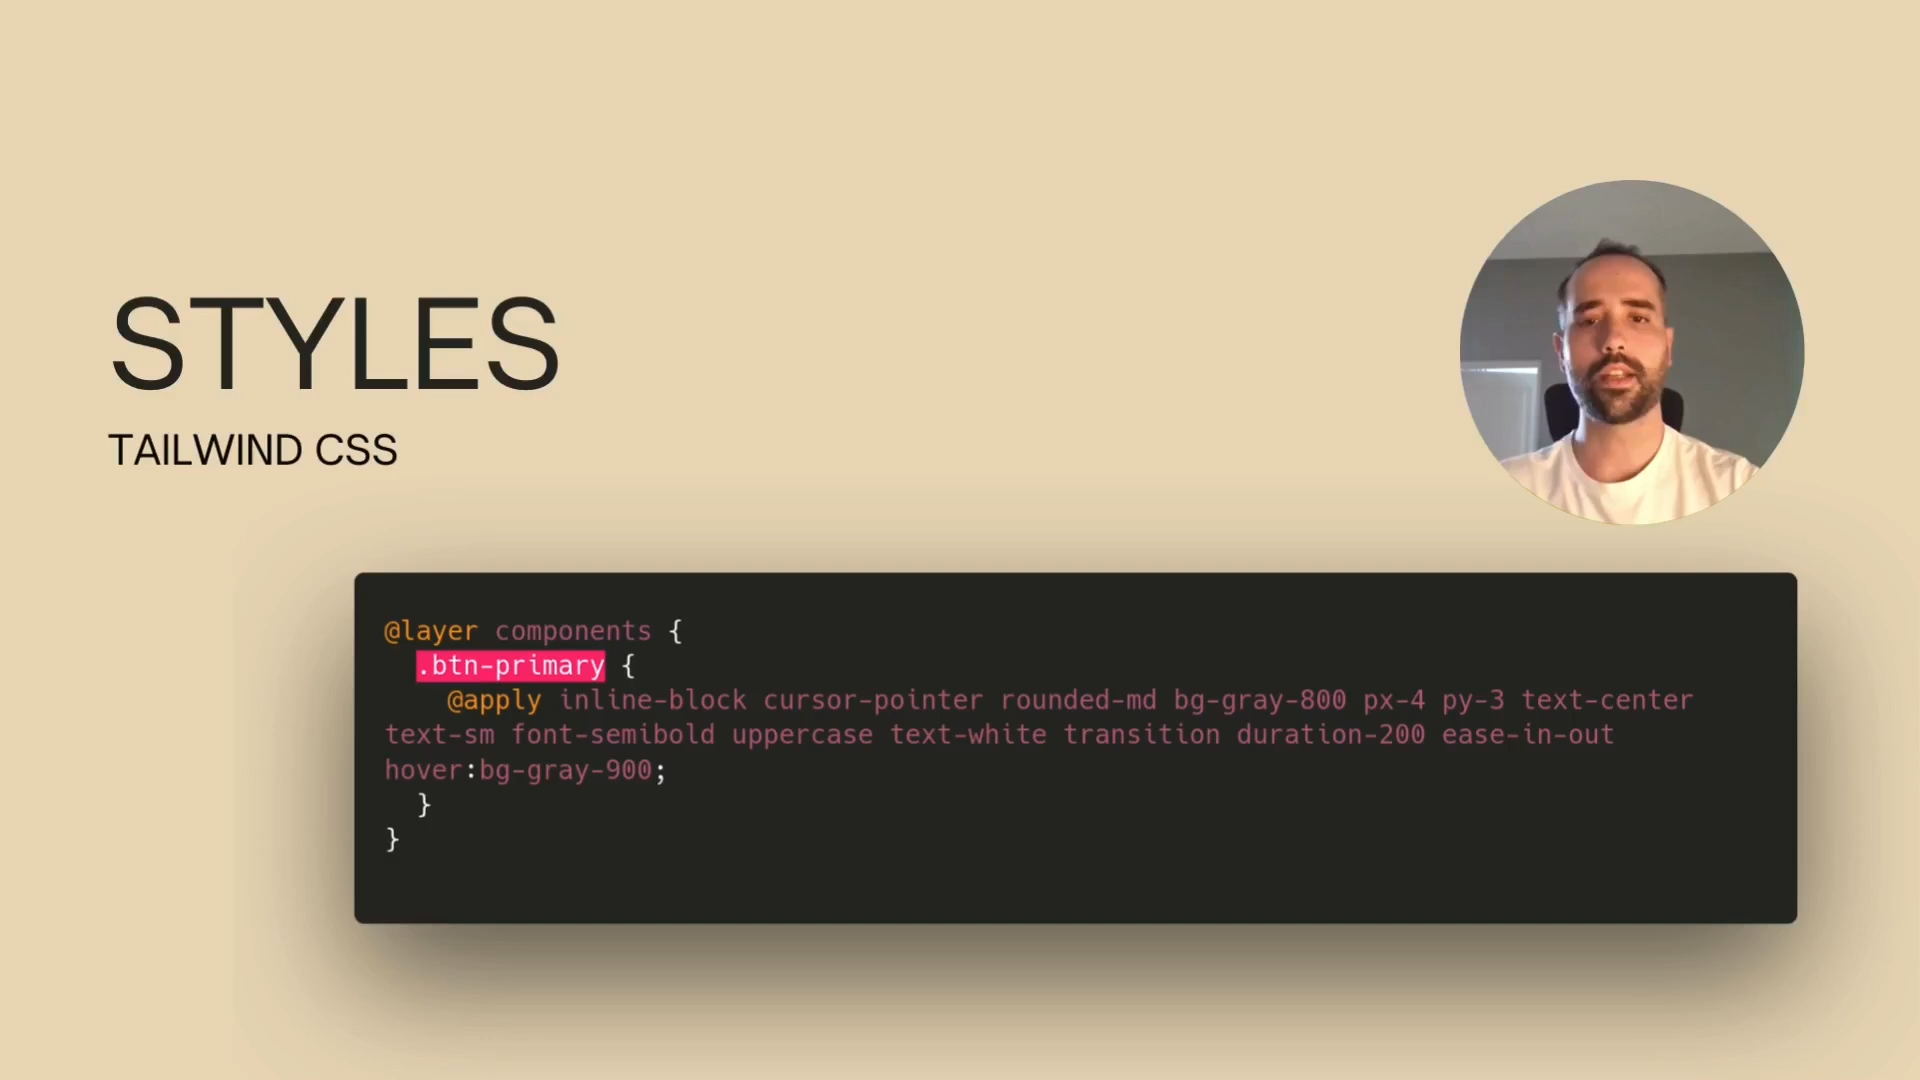 STYLES
TAILWIND CSS
@layer components {
.btn-primary {
@apply inline-block cursor-pointer rounded-md bg-gray-800 px-4 py-3 text-center
text-sm font-semibold uppercase text-white transition duration-200 ease-in-out
hover:bg-gray-900;
}
}